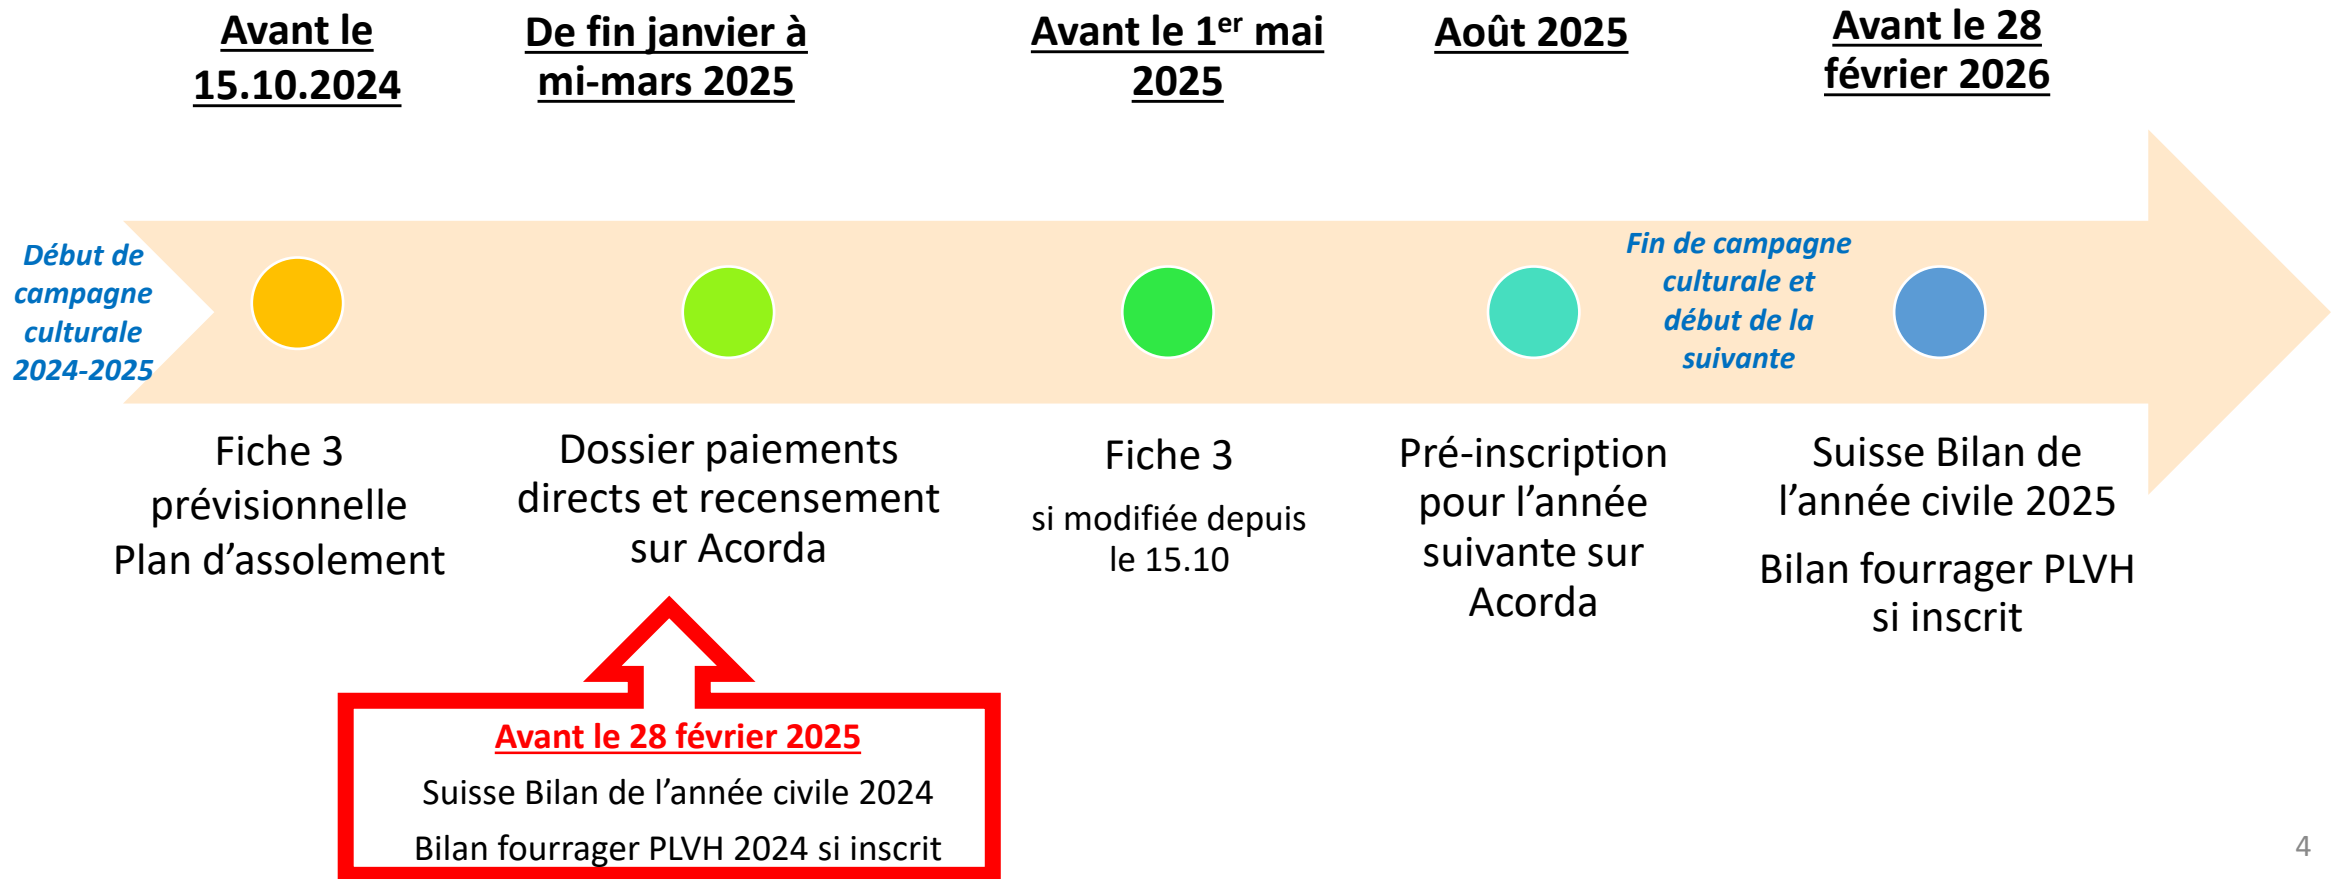 Avant le
15.10.2024
De fin janvier à
mi-mars 2025
Avant le 1er mai
2025
Août 2025
Avant le 28
février 2026
Début de
campagne
culturale
2024-2025
Fin de campagne
culturale et
début de la
suivante
Fiche 3
prévisionnelle
Plan d’assolement
Dossier paiements
directs et recensement
sur Acorda
Fiche 3
si modifiée depuis
le 15.10
Pré-inscription
pour l’année
suivante sur
Acorda
Suisse Bilan de
l’année civile 2025
Bilan fourrager PLVH
si inscrit
Avant le 28 février 2025
Suisse Bilan de l’année civile 2024
Bilan fourrager PLVH 2024 si inscrit
4